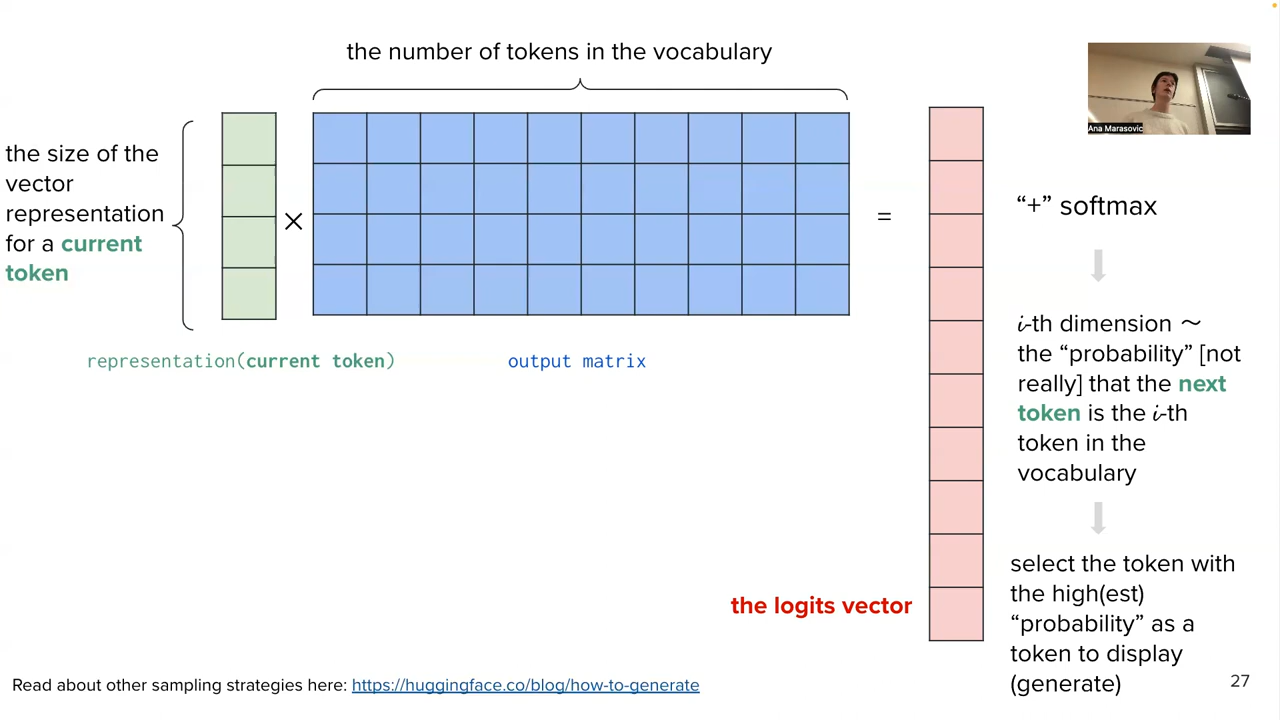 the number of tokens in the vocabulary
the size of the
vector
representation
for a current
token
×
=
representation(current token)
output matrix
the logits vector
Ana Marasovic
“+” softmax
i-th dimension ~
the “probability” [not
really] that the next
token is the i-th
token in the
vocabulary
select the token with
the high(est)
“probability” as a
token to display
(generate)
Read about other sampling strategies here: https://huggingface.co/blog/how-to-generate
27